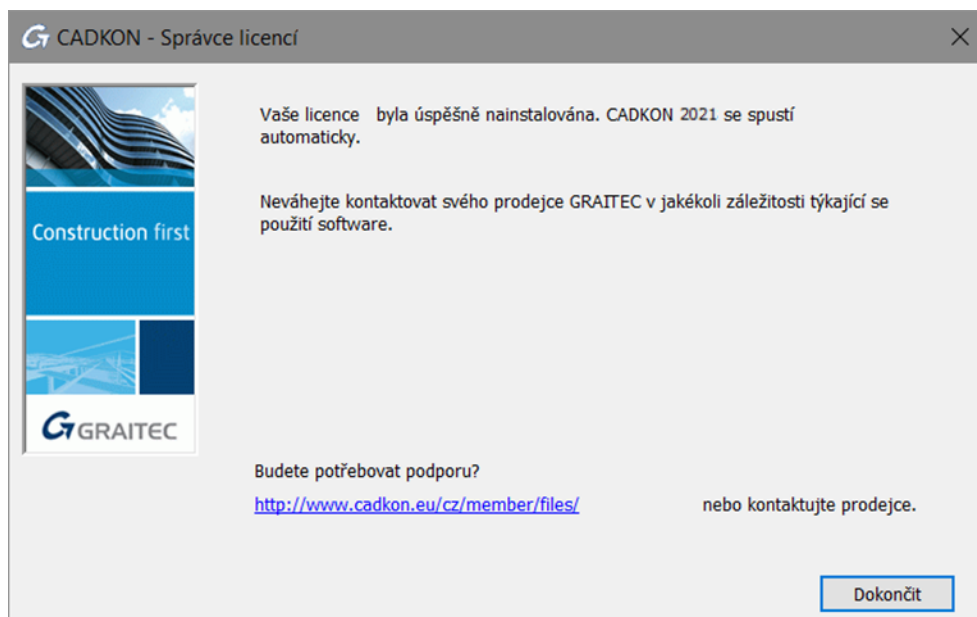 CADKON - Správce licencí
Vaše licence byla úspěšně nainstalována. CADKON 2021 se spustí
automaticky.
Neváhejte kontaktovat svého prodejce GRAITEC v jakékoli záležitosti týkající se
použití software.
Construction first
GRAITEC
Budete potřebovat podporu?
http://www.cadkon.eu/cz/member/files/ nebo kontaktujte prodejce.
Dokončit